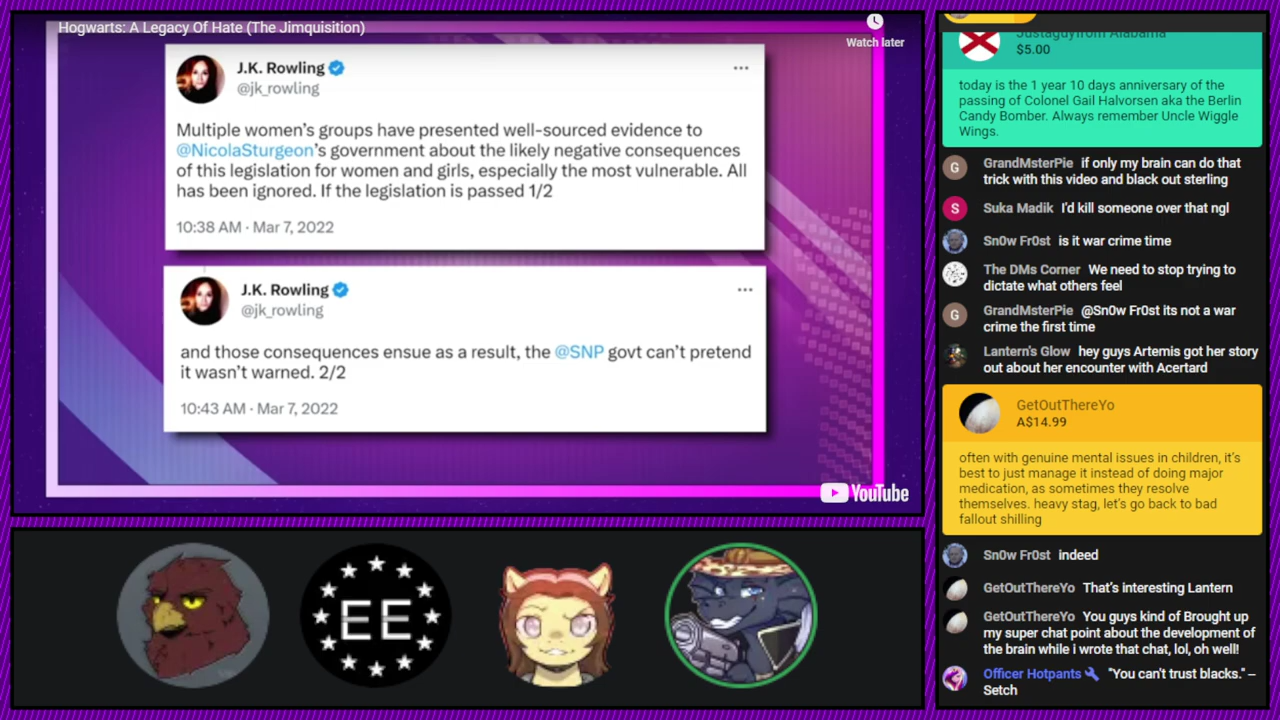 Hogwarts: A Legacy Of Hate (The Jimquisition)
Watch later
J.K. Rowling
@jk_rowling
Multiple women's groups have presented well-sourced evidence to
@NicolaSturgeon's government about the likely negative consequences
of this legislation for women and girls, especially the most vulnerable. All
has been ignored. If the legislation is passed 1/2
10:38 AM · Mar 7, 2022
J.K. Rowling
@jk_rowling
and those consequences ensue as a result, the @SNP govt can't pretend
it wasn't warned. 2/2
10:43 AM · Mar 7, 2022
YouTube
EE
Justaguyfrom Alabama
$5.00
today is the 1 year 10 days anniversary of the
passing of Colonel Gail Halvorsen aka the Berlin
Candy Bomber. Always remember Uncle Wiggle
Wings.
G
GrandMsterPie if only my brain can do that
trick with this video and black out sterling
S
Suka Madik I'd kill someone over that ngl
Sn0w Fr0st is it war crime time
The DMs Corner We need to stop trying to
dictate what others feel
G
GrandMsterPie @Sn0w Fr0st its not a war
crime the first time
Lantern's Glow hey guys Artemis got her story
out about her encounter with Acertard
GetOutThereYo
A$14.99
often with genuine mental issues in children, it's
best to just manage it instead of doing major
medication, as sometimes they resolve
themselves. heavy stag, let's go back to bad
fallout shilling
Sn0w Fr0st indeed
GetOutThereYo That's interesting Lantern
GetOutThereYo You guys kind of Brought up
my super chat point about the development of
the brain while i wrote that chat, lol, oh well!
Officer Hotpants "You can't trust blacks." –
Setch